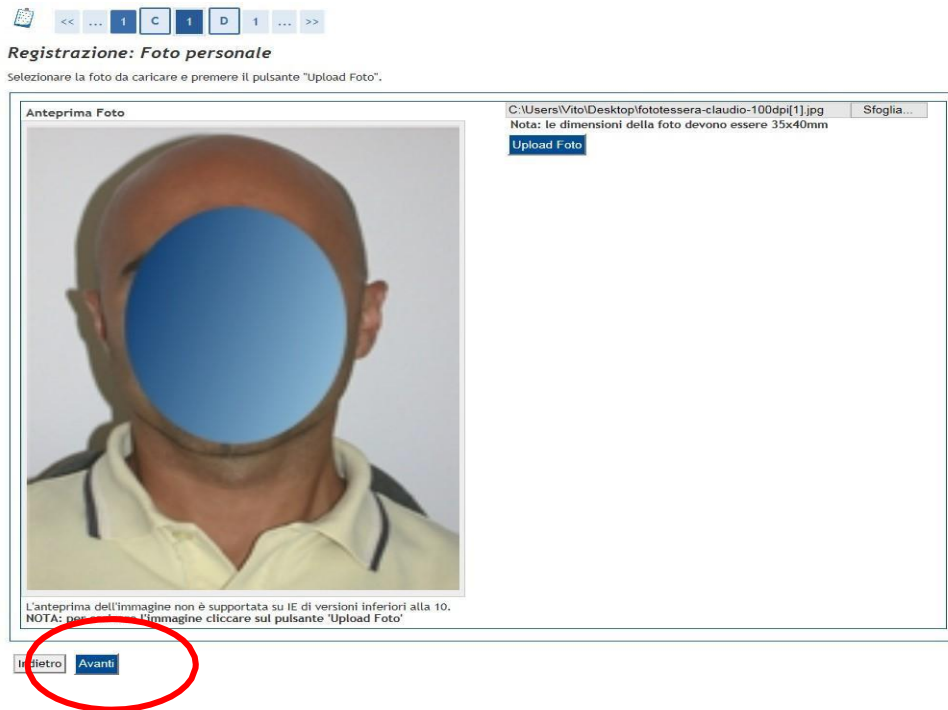 << ... 1 C 1 D 1 ... >>
Registrazione: Foto personale
Selezionare la foto da caricare e premere il pulsante "Upload Foto".
Anteprima Foto
C:\Users\Vito\Desktop\fototessera-claudio-100dpi[1].jpg Sfoglia...
Nota: le dimensioni della foto devono essere 35x40mm
Upload Foto
L'anteprima dell'immagine non è supportata su IE di versioni inferiori alla 10.
NOTA: per l'immagine cliccare sul pulsante 'Upload Foto'
Indietro Avanti